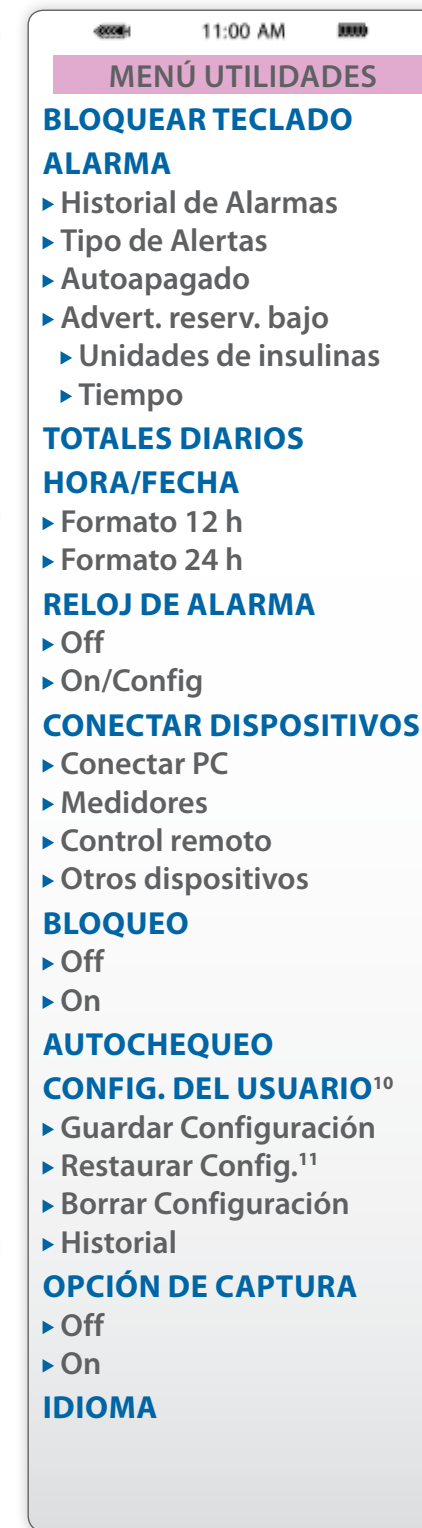 11:00 AM
MENÚ UTILIDADES
BLOQUEAR TECLADO
ALARMA
▸ Historial de Alarmas
▸ Tipo de Alertas
▸ Autoapagado
▸ Advert. reserv. bajo
▸ Unidades de insulinas
▸ Tiempo
TOTALES DIARIOS
HORA/FECHA
▸ Formato 12 h
▸ Formato 24 h
RELOJ DE ALARMA
▸ Off
▸ On/Config
CONECTAR DISPOSITIVOS
▸ Conectar PC
▸ Medidores
▸ Control remoto
▸ Otros dispositivos
BLOQUEO
▸ Off
▸ On
AUTOCHEQUEO
CONFIG. DEL USUARIO¹⁰
▸ Guardar Configuración
▸ Restaurar Config.¹¹
▸ Borrar Configuración
▸ Historial
OPCIÓN DE CAPTURA
▸ Off
▸ On
IDIOMA